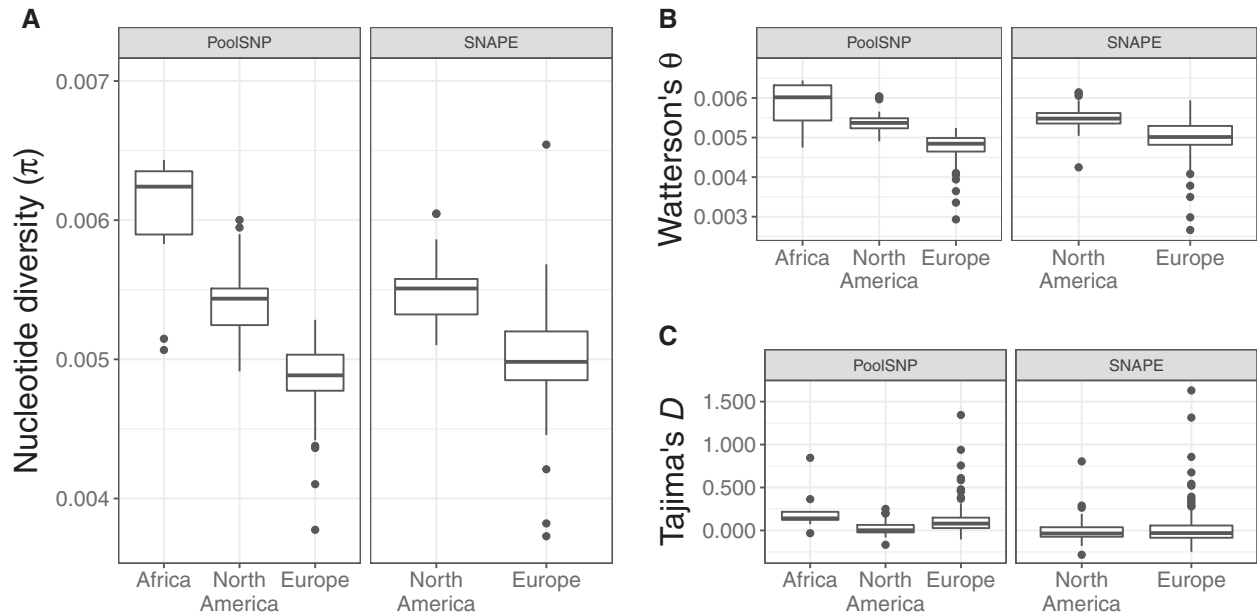 A
PoolSNP
SNAPE
Nucleotide diversity (π)
0.007
0.006
0.005
0.004
Africa
North
America
Europe
North
America
Europe
B
PoolSNP
SNAPE
Watterson's θ
0.006
0.005
0.004
0.003
Africa
North
America
Europe
North
America
Europe
C
PoolSNP
SNAPE
Tajima's D
1.500
1.000
0.500
0.000
Africa
North
America
Europe
North
America
Europe